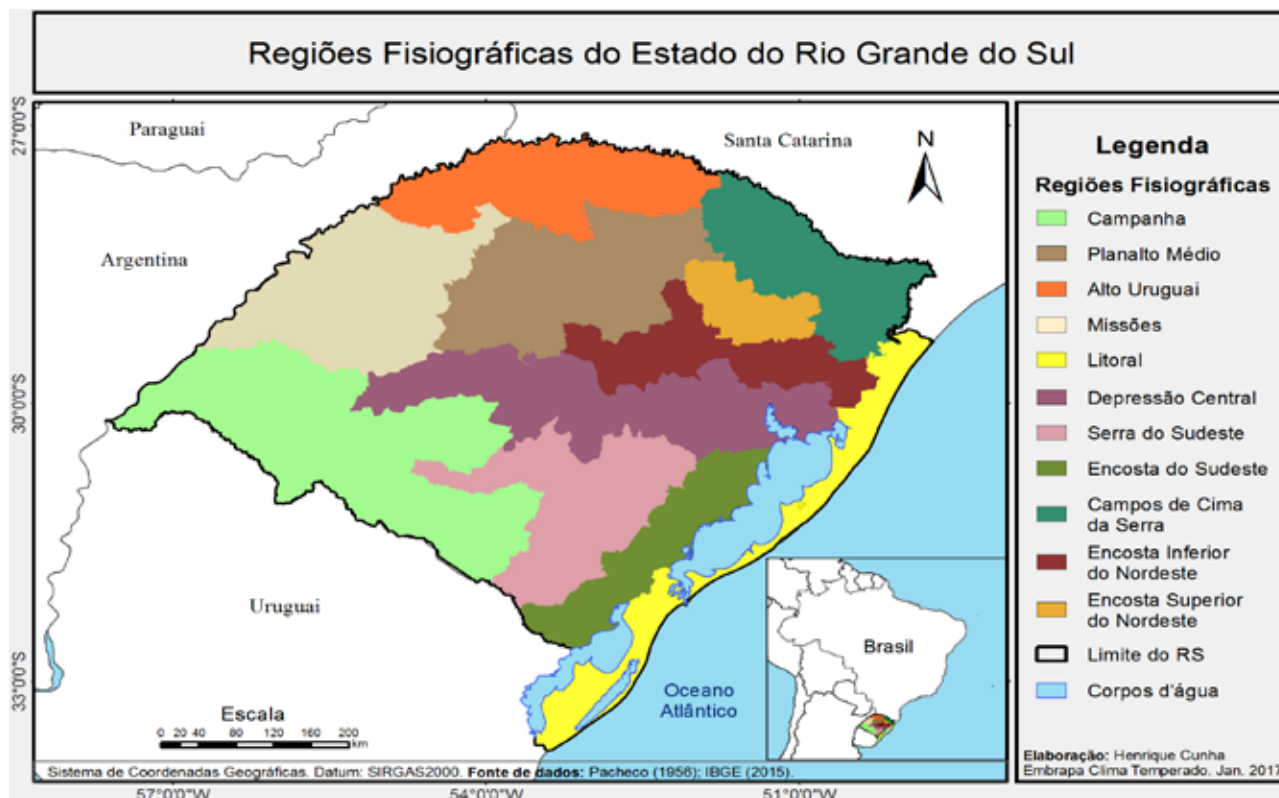 Regiões Fisiográficas do Estado do Rio Grande do Sul
27°0'0"S
30°0'0"S
33°0'0"S
Paraguai
Santa Catarina
N
Argentina
Uruguai
Oceano
Atlântico
Brasil
Escala
0 20 40 80 120 160 200
km
Sistema de Coordenadas Geográficas. Datum: SIRGAS2000. Fonte de dados: Pacheco (1956); IBGE (2015).
57°0'0"W
54°0'0"W
51°0'0"W
Legenda
Regiões Fisiográficas
Campanha
Planalto Médio
Alto Uruguai
Missões
Litoral
Depressão Central
Serra do Sudeste
Encosta do Sudeste
Campos de Cima
da Serra
Encosta Inferior
do Nordeste
Encosta Superior
do Nordeste
Limite do RS
Corpos d'água
Elaboração: Henrique Cunha
Embrapa Clima Temperado. Jan. 2017